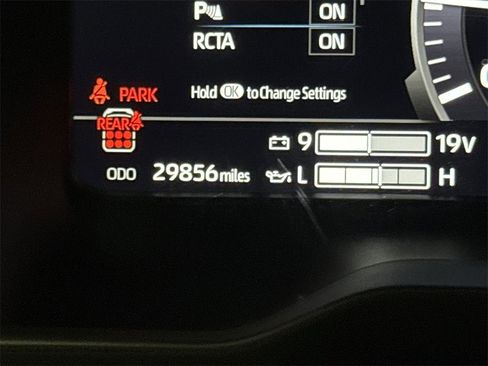 P ON
RCTA ON
Hold OK to Change Settings
PARK
REAR
9 19V
ODO 29856 miles L H